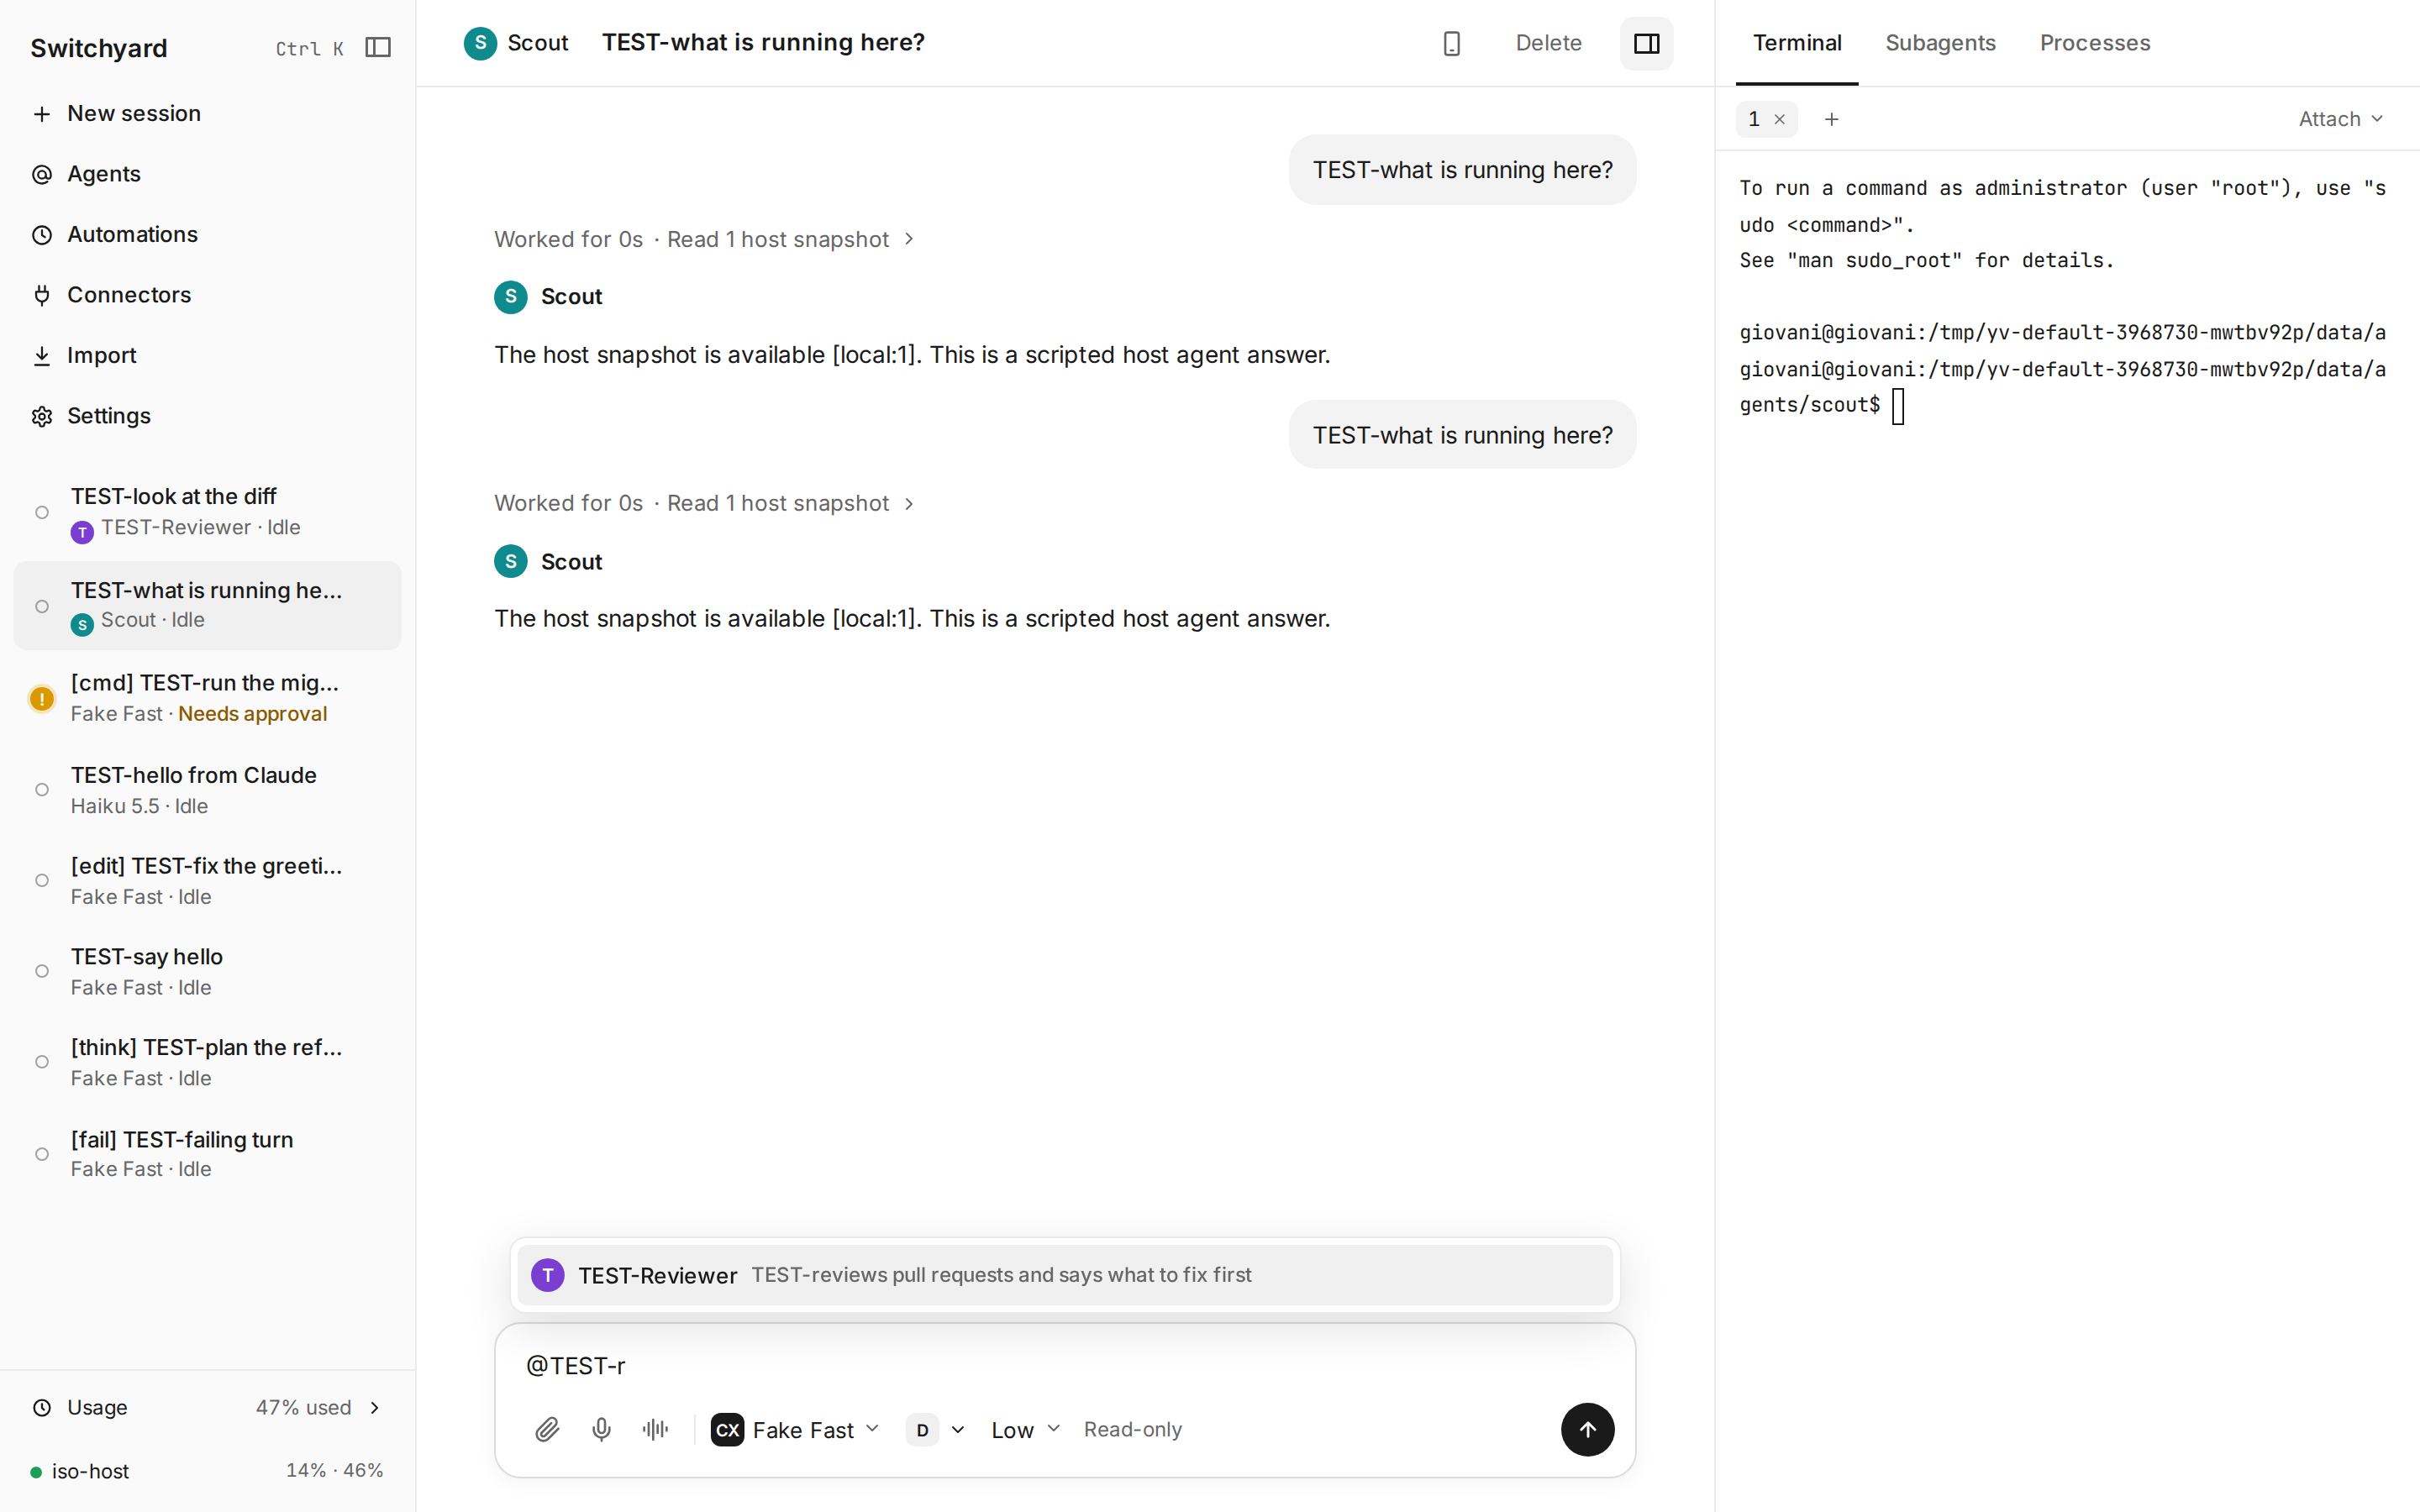 Switchyard
Ctrl K
New session
Agents
Automations
Connectors
Import
Settings
TEST-look at the diff
T TEST-Reviewer · Idle
TEST-what is running he...
S Scout · Idle
! [cmd] TEST-run the mig...
Fake Fast · Needs approval
TEST-hello from Claude
Haiku 5.5 · Idle
[edit] TEST-fix the greeti...
Fake Fast · Idle
TEST-say hello
Fake Fast · Idle
[think] TEST-plan the ref...
Fake Fast · Idle
[fail] TEST-failing turn
Fake Fast · Idle
Usage 47% used
iso-host 14% · 46%
S Scout TEST-what is running here? Delete
TEST-what is running here?
Worked for 0s · Read 1 host snapshot
S Scout
The host snapshot is available [local:1]. This is a scripted host agent answer.
TEST-what is running here?
Worked for 0s · Read 1 host snapshot
S Scout
The host snapshot is available [local:1]. This is a scripted host agent answer.
T TEST-Reviewer TEST-reviews pull requests and says what to fix first
@TEST-r
CX Fake Fast D Low Read-only
Terminal Subagents Processes
1 × + Attach
To run a command as administrator (user "root"), use "s
udo <command>".
See "man sudo_root" for details.
giovani@giovani:/tmp/yv-default-3968730-mwtbv92p/data/a
giovani@giovani:/tmp/yv-default-3968730-mwtbv92p/data/a
gents/scout$